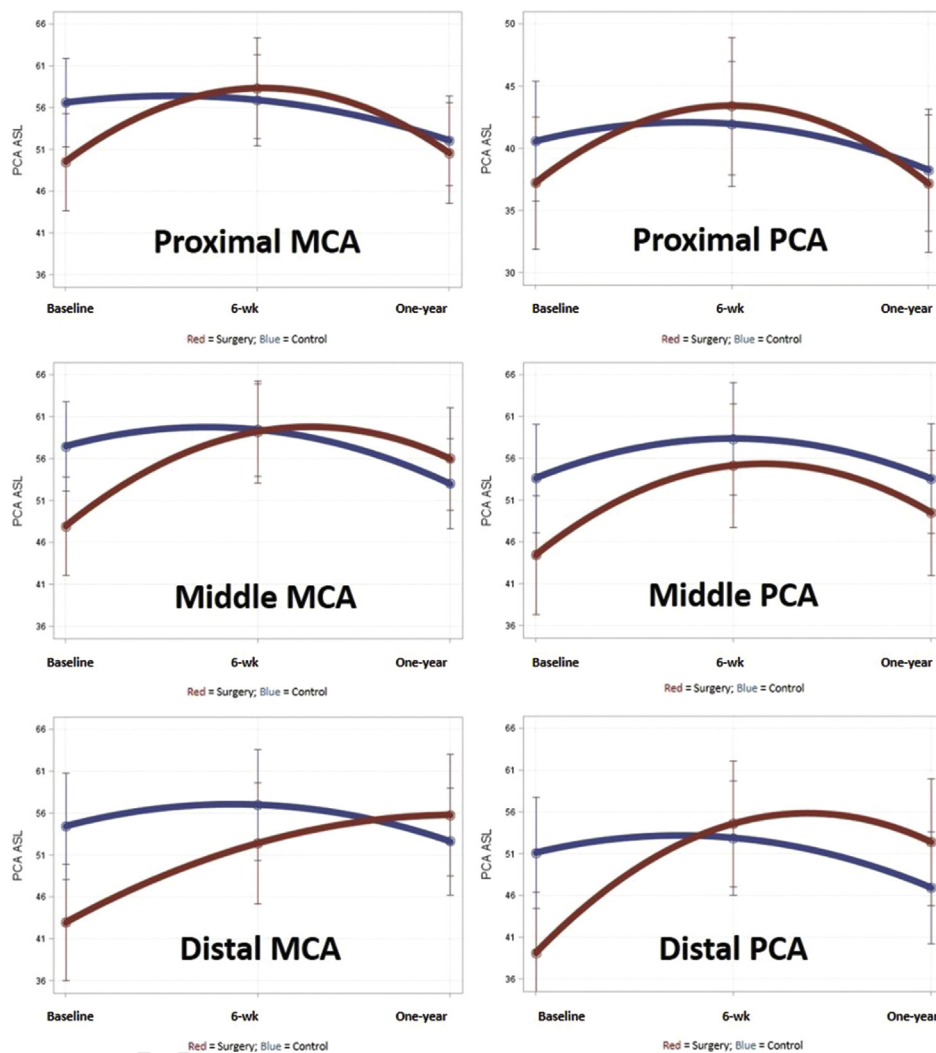 66
61
56
51
46
41
36
PCA ASL
Proximal MCA
Baseline 6-wk One-year
Red = Surgery; Blue = Control
50
45
40
35
30
PCA ASL
Proximal PCA
Baseline 6-wk One-year
Red = Surgery; Blue = Control
66
61
56
51
46
41
36
PCA ASL
Middle MCA
Baseline 6-wk One-year
Red = Surgery; Blue = Control
66
61
56
51
46
41
36
PCA ASL
Middle PCA
Baseline 6-wk One-year
Red = Surgery; Blue = Control
66
61
56
51
46
41
36
PCA ASL
Distal MCA
Baseline 6-wk One-year
Red = Surgery; Blue = Control
66
61
56
51
46
41
36
PCA ASL
Distal PCA
Baseline 6-wk One-year
Red = Surgery; Blue = Control